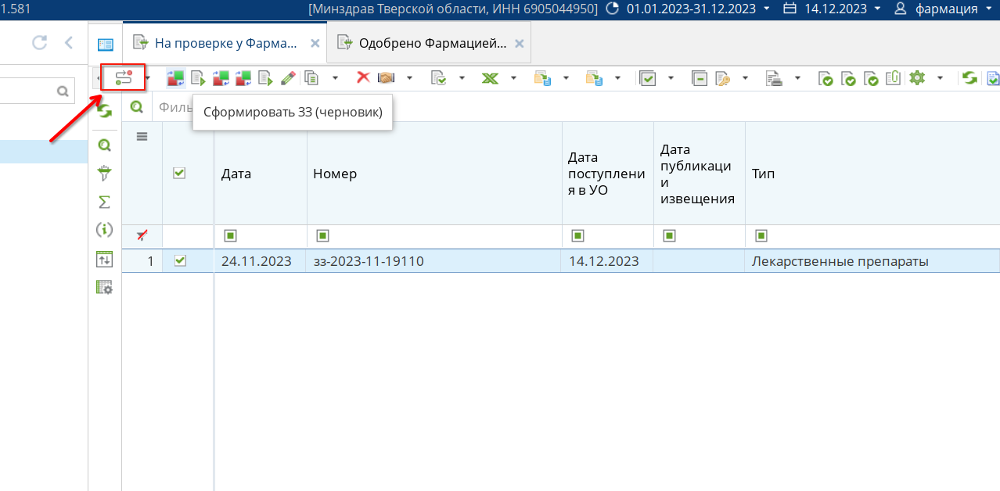 1.581 [Минздрав Тверской области, ИНН 6905044950] 01.01.2023-31.12.2023 14.12.2023 фармация
На проверке у Фарма... Одобрено Фармацией...
Сформировать ЗЗ (черновик)
Дата Номер Дата поступлени
я в УО Дата
публикаци
и
извещения Тип
1 24.11.2023 зз-2023-11-19110 14.12.2023 Лекарственные препараты